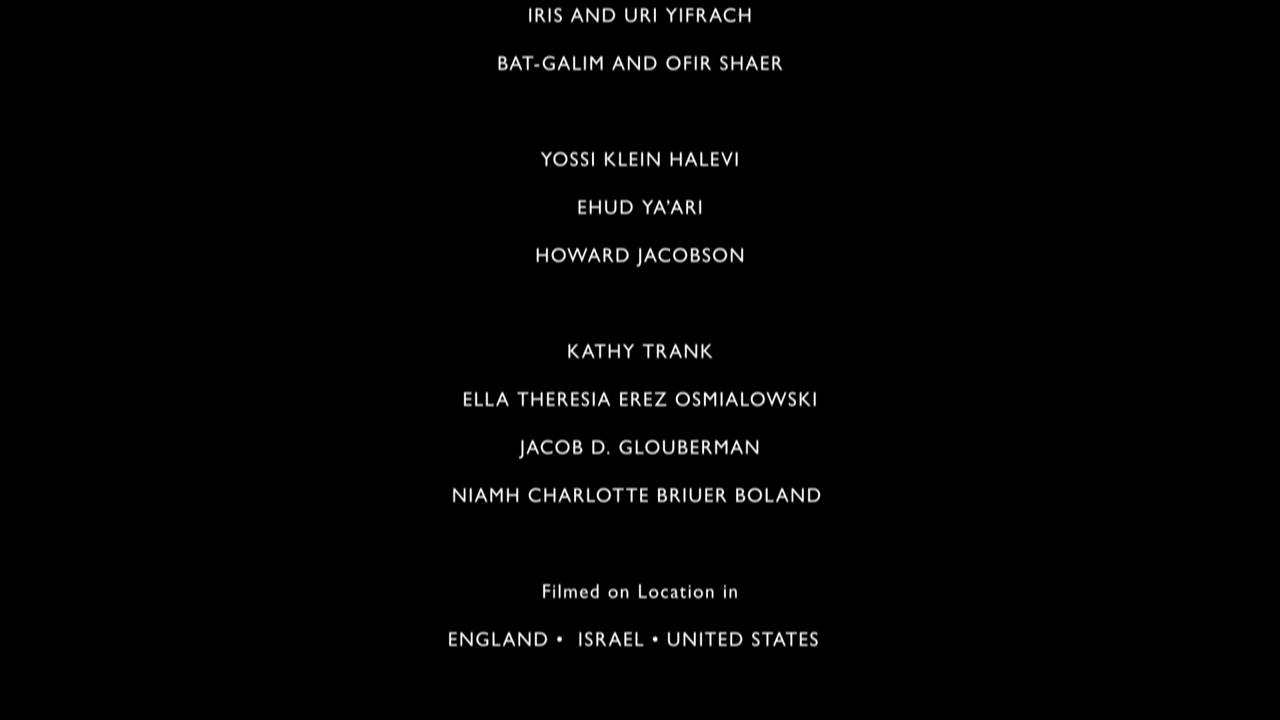 IRIS AND URI YIFRACH
BAT-GALIM AND OFIR SHAER
YOSSI KLEIN HALEVI
EHUD YA'ARI
HOWARD JACOBSON
KATHY TRANK
ELLA THERESIA EREZ OSMIALOWSKI
JACOB D. GLOUBERMAN
NIAMH CHARLOTTE BRIUER BOLAND
Filmed on Location in
ENGLAND • ISRAEL • UNITED STATES